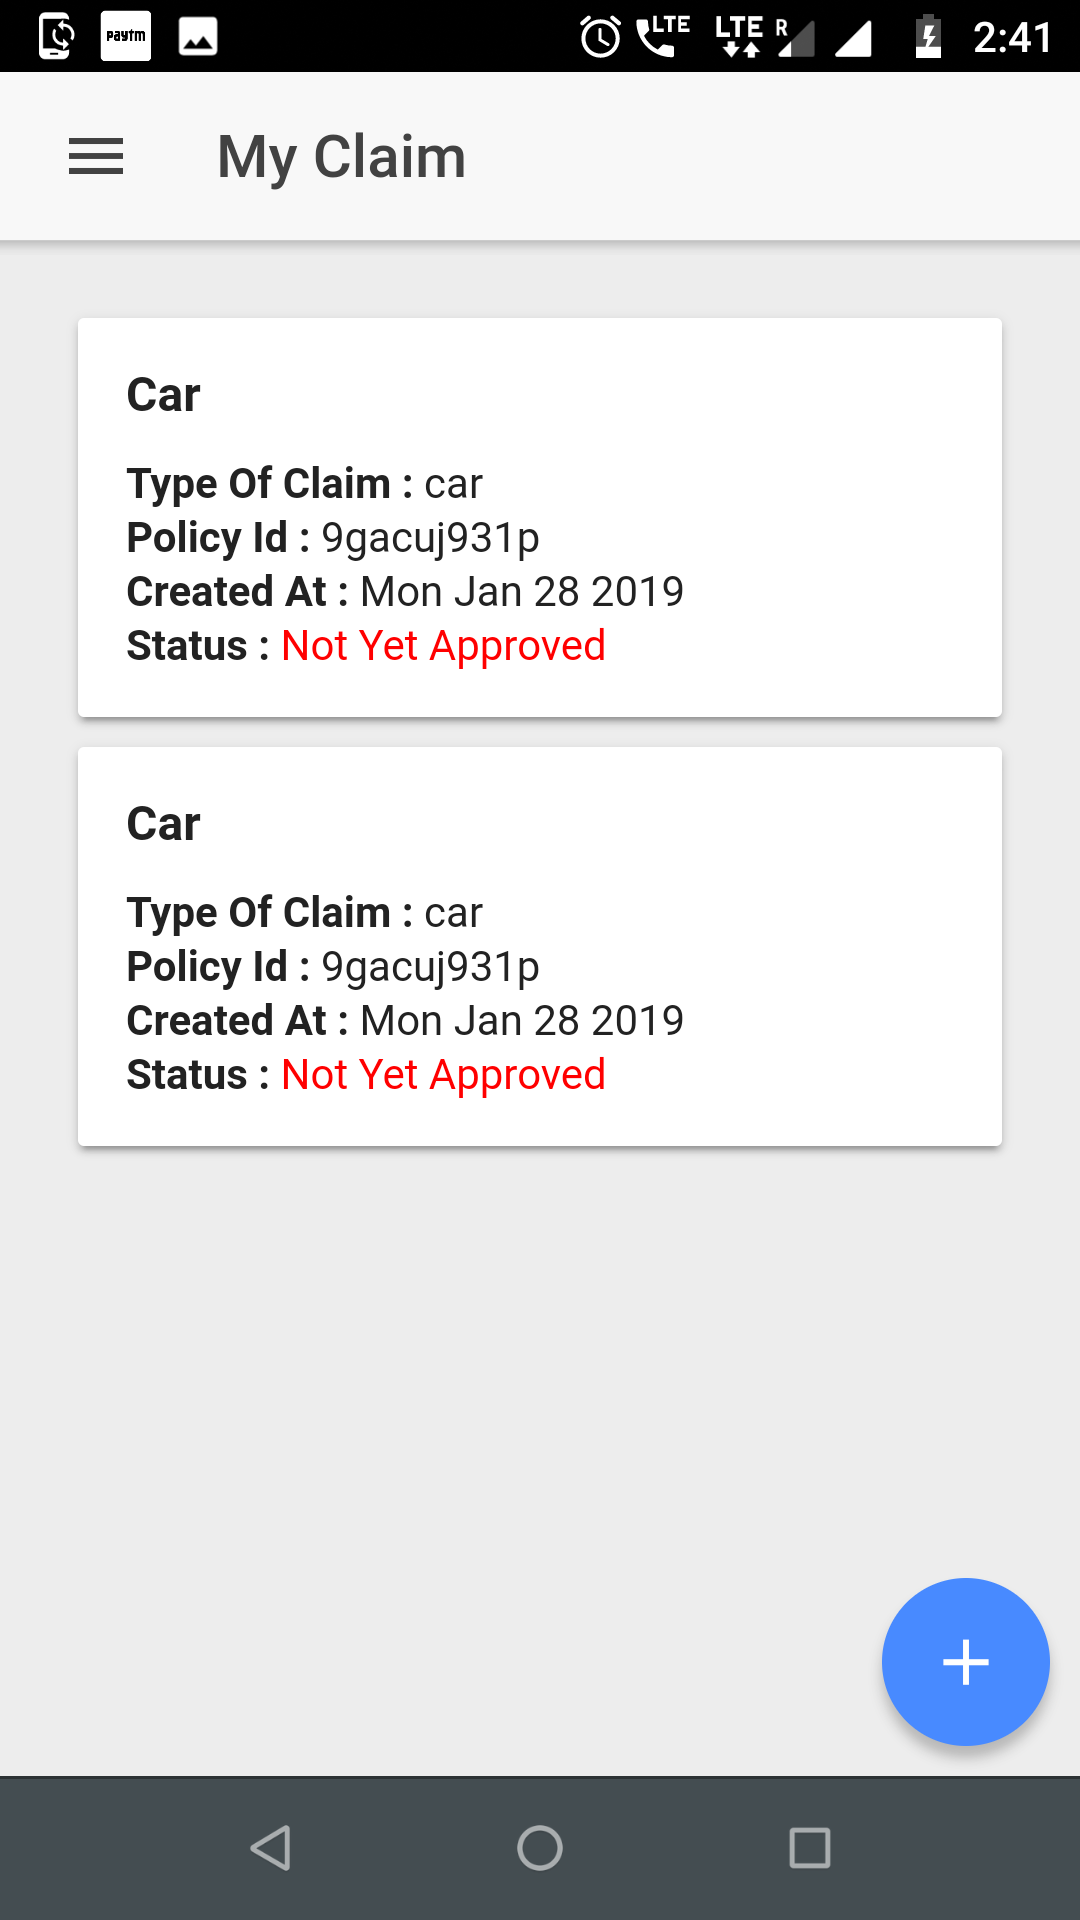 paytm LTE LTE R 2:41
My Claim
Car
Type Of Claim : car
Policy Id : 9gacuj931p
Created At : Mon Jan 28 2019
Status : Not Yet Approved
Car
Type Of Claim : car
Policy Id : 9gacuj931p
Created At : Mon Jan 28 2019
Status : Not Yet Approved